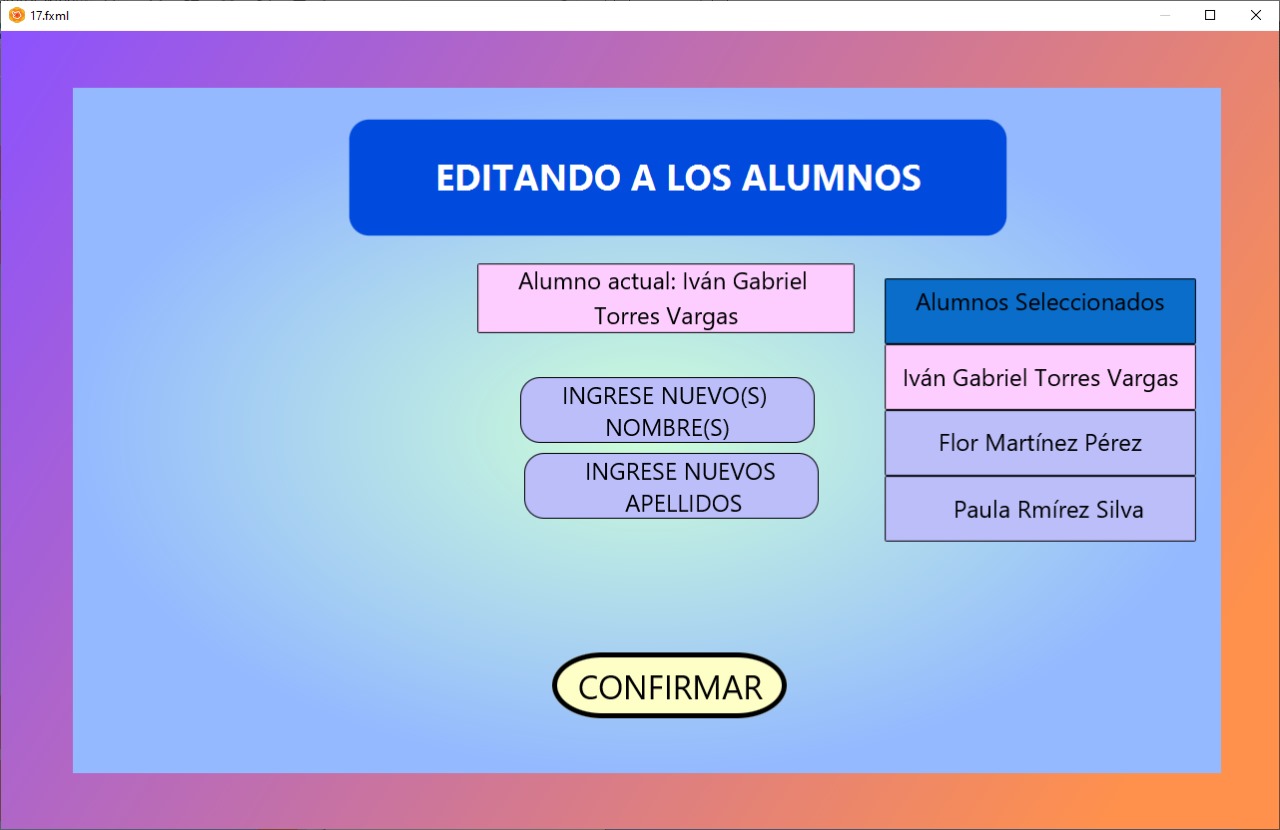 17.fxml
EDITANDO A LOS ALUMNOS
Alumno actual: Iván Gabriel
Torres Vargas
Alumnos Seleccionados
Iván Gabriel Torres Vargas
INGRESE NUEVO(S)
NOMBRE(S)
Flor Martínez Pérez
INGRESE NUEVOS
APELLIDOS
Paula Rmírez Silva
CONFIRMAR